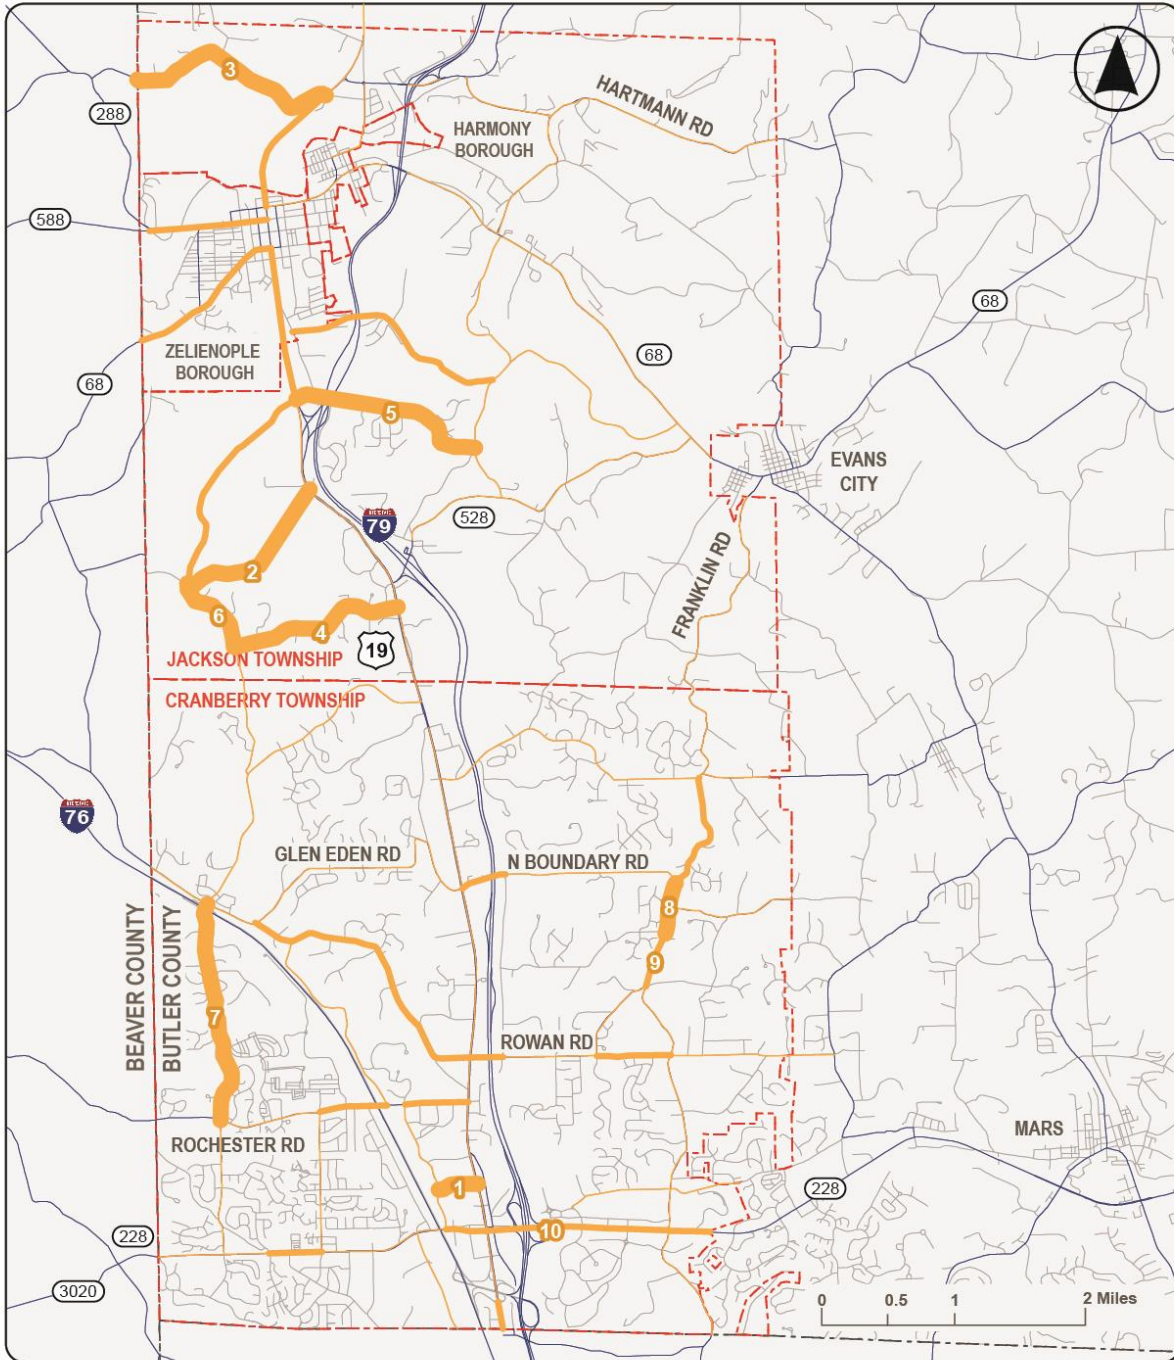 3
288
HARTMANN RD
HARMONY
BOROUGH
588
68
ZELIENOPLE
BOROUGH
68
68
5
EVANS
CITY
528
79
FRANKLIN RD
2
6
4
19
JACKSON TOWNSHIP
CRANBERRY TOWNSHIP
76
GLEN EDEN RD
N BOUNDARY RD
8
BEAVER COUNTY
BUTLER COUNTY
9
7
ROWAN RD
ROCHESTER RD
MARS
1
228
10
228
3020
0 0.5 1 2 Miles